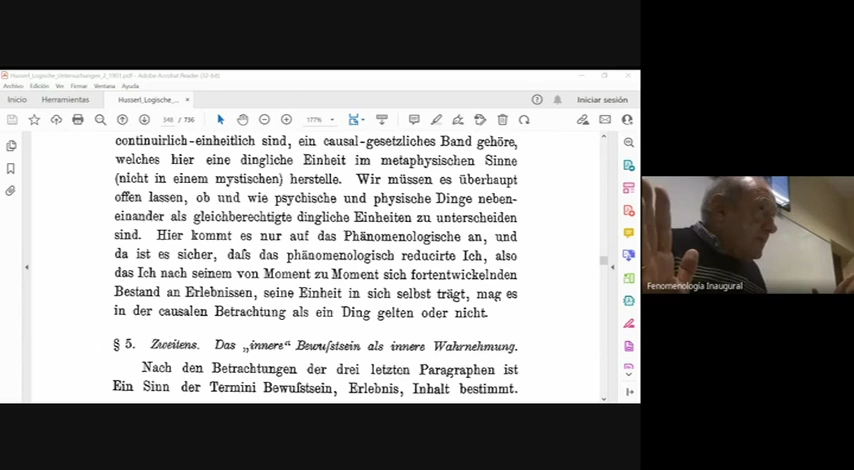 Husserl_Logische_Untersuchungen_2_1901.pdf - Adobe Acrobat Reader (32-bit)
Archivo Edición Ver Firmar Ventana Ayuda
Inicio Herramientas Husserl_Logische_... × Iniciar sesión
348 / 736 177%
continuirlich-einheitlich sind, ein causal-gesetzliches Band gehöre,
welches hier eine dingliche Einheit im metaphysischen Sinne
(nicht in einem mystischen) herstelle. Wir müssen es überhaupt
offen lassen, ob und wie psychische und physische Dinge neben-
einander als gleichberechtigte dingliche Einheiten zu unterscheiden
sind. Hier kommt es nur auf das Phänomenologische an, und
da ist es sicher, daſs das phänomenologisch reducirte Ich, also
das Ich nach seinem von Moment zu Moment sich fortentwickelnden
Bestand an Erlebnissen, seine Einheit in sich selbst trägt, mag es
in der causalen Betrachtung als ein Ding gelten oder nicht.
§ 5. Zweitens. Das „innere“ Bewuſstsein als innere Wahrnehmung.
Nach den Betrachtungen der drei letzten Paragraphen ist
Ein Sinn der Termini Bewuſstsein, Erlebnis, Inhalt bestimmt.
Fenomenología Inaugural